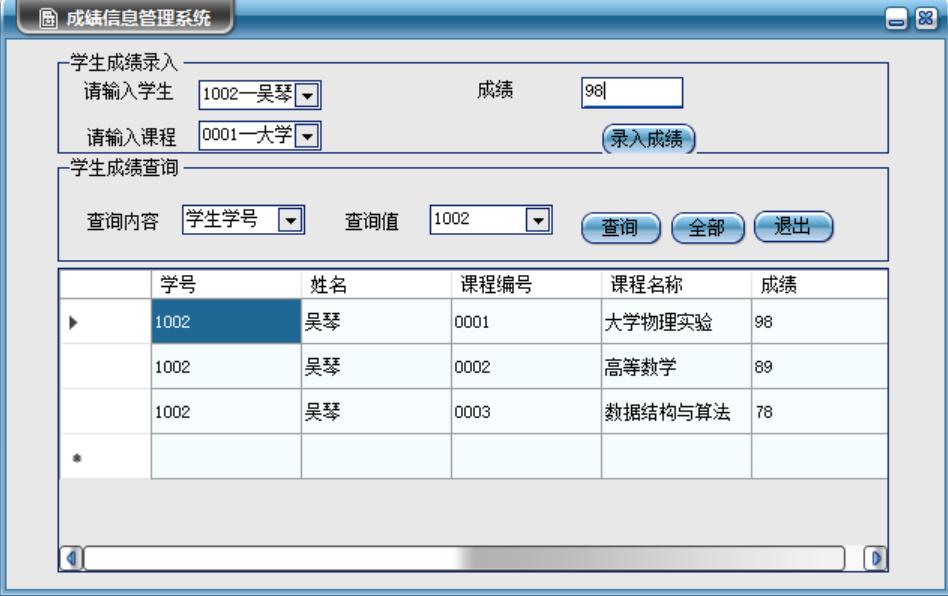 成绩信息管理系统
学生成绩录入
请输入学生 1002—吴琴 成绩 98
请输入课程 0001—大学 录入成绩
学生成绩查询
查询内容 学生学号 查询值 1002 查询 全部 退出
学号 姓名 课程编号 课程名称 成绩
1002 吴琴 0001 大学物理实验 98
1002 吴琴 0002 高等数学 89
1002 吴琴 0003 数据结构与算法 78